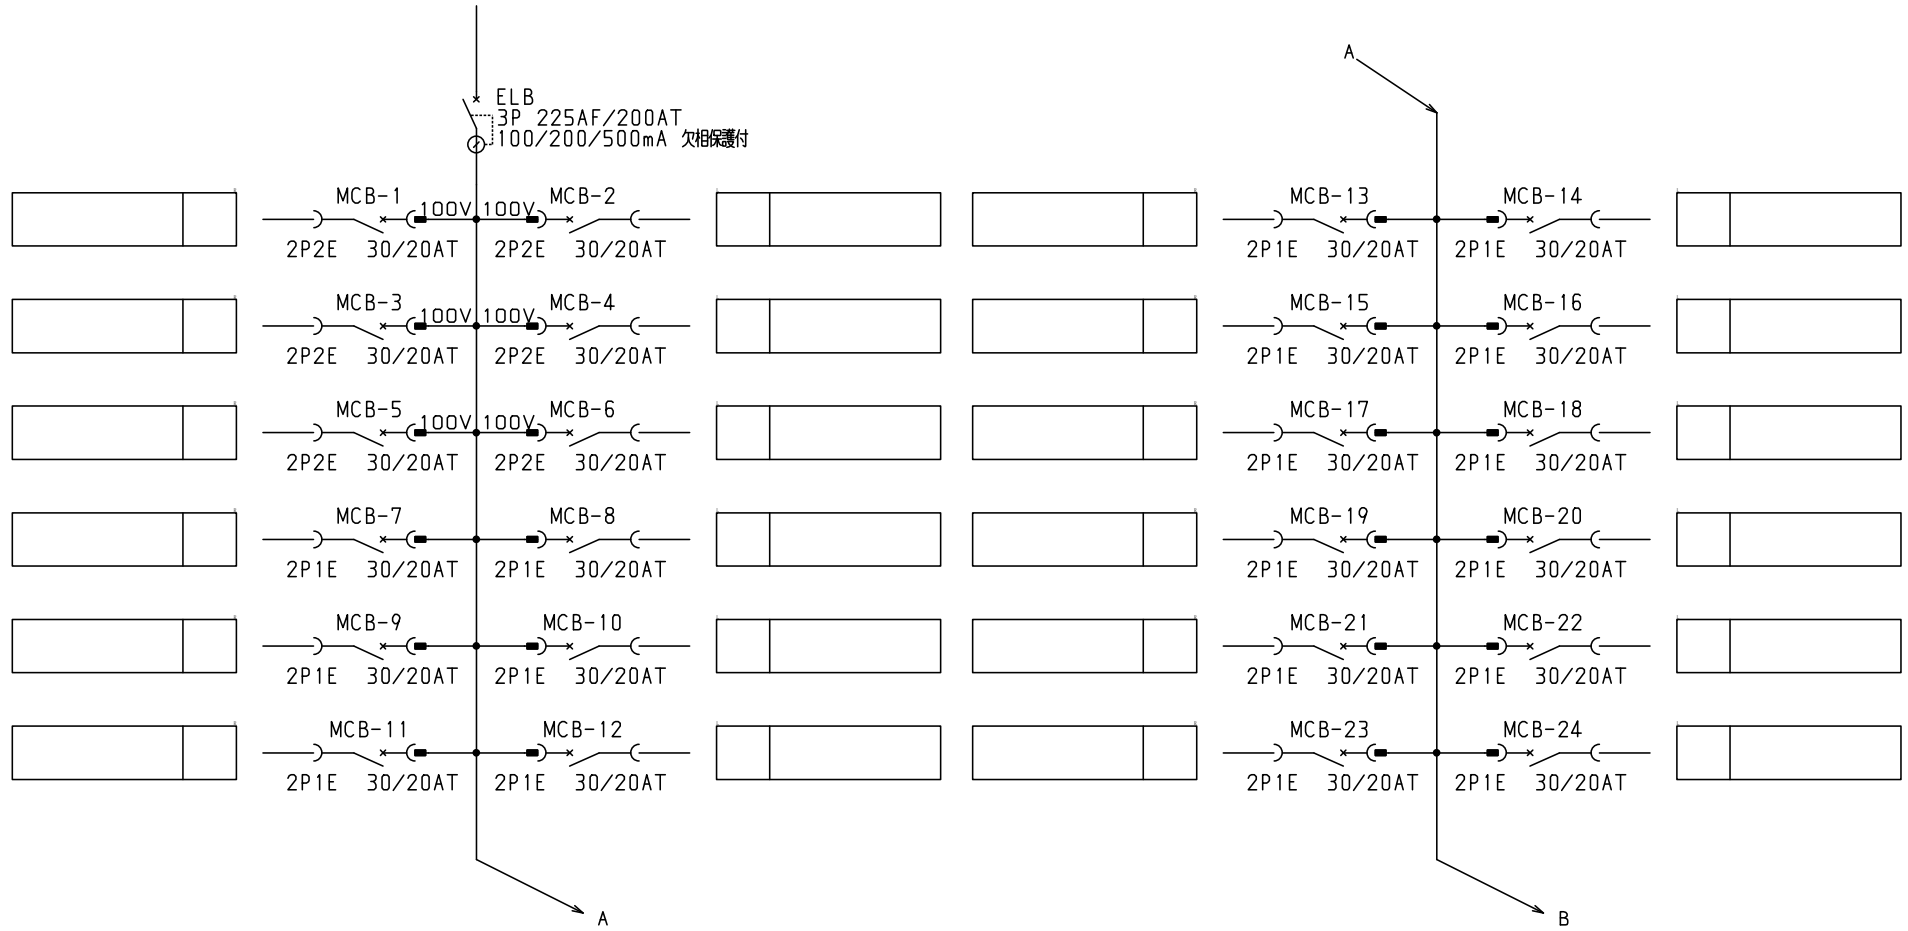 ELB
3P 225AF/200AT
100/200/500mA 欠相保護付
MCB-1 100V 100V MCB-2
2P2E 30/20AT 2P2E 30/20AT
MCB-3 100V 100V MCB-4
2P2E 30/20AT 2P2E 30/20AT
MCB-5 100V 100V MCB-6
2P2E 30/20AT 2P2E 30/20AT
MCB-7 MCB-8
2P1E 30/20AT 2P1E 30/20AT
MCB-9 MCB-10
2P1E 30/20AT 2P1E 30/20AT
MCB-11 MCB-12
2P1E 30/20AT 2P1E 30/20AT
A
A
MCB-13 MCB-14
2P1E 30/20AT 2P1E 30/20AT
MCB-15 MCB-16
2P1E 30/20AT 2P1E 30/20AT
MCB-17 MCB-18
2P1E 30/20AT 2P1E 30/20AT
MCB-19 MCB-20
2P1E 30/20AT 2P1E 30/20AT
MCB-21 MCB-22
2P1E 30/20AT 2P1E 30/20AT
MCB-23 MCB-24
2P1E 30/20AT 2P1E 30/20AT
B